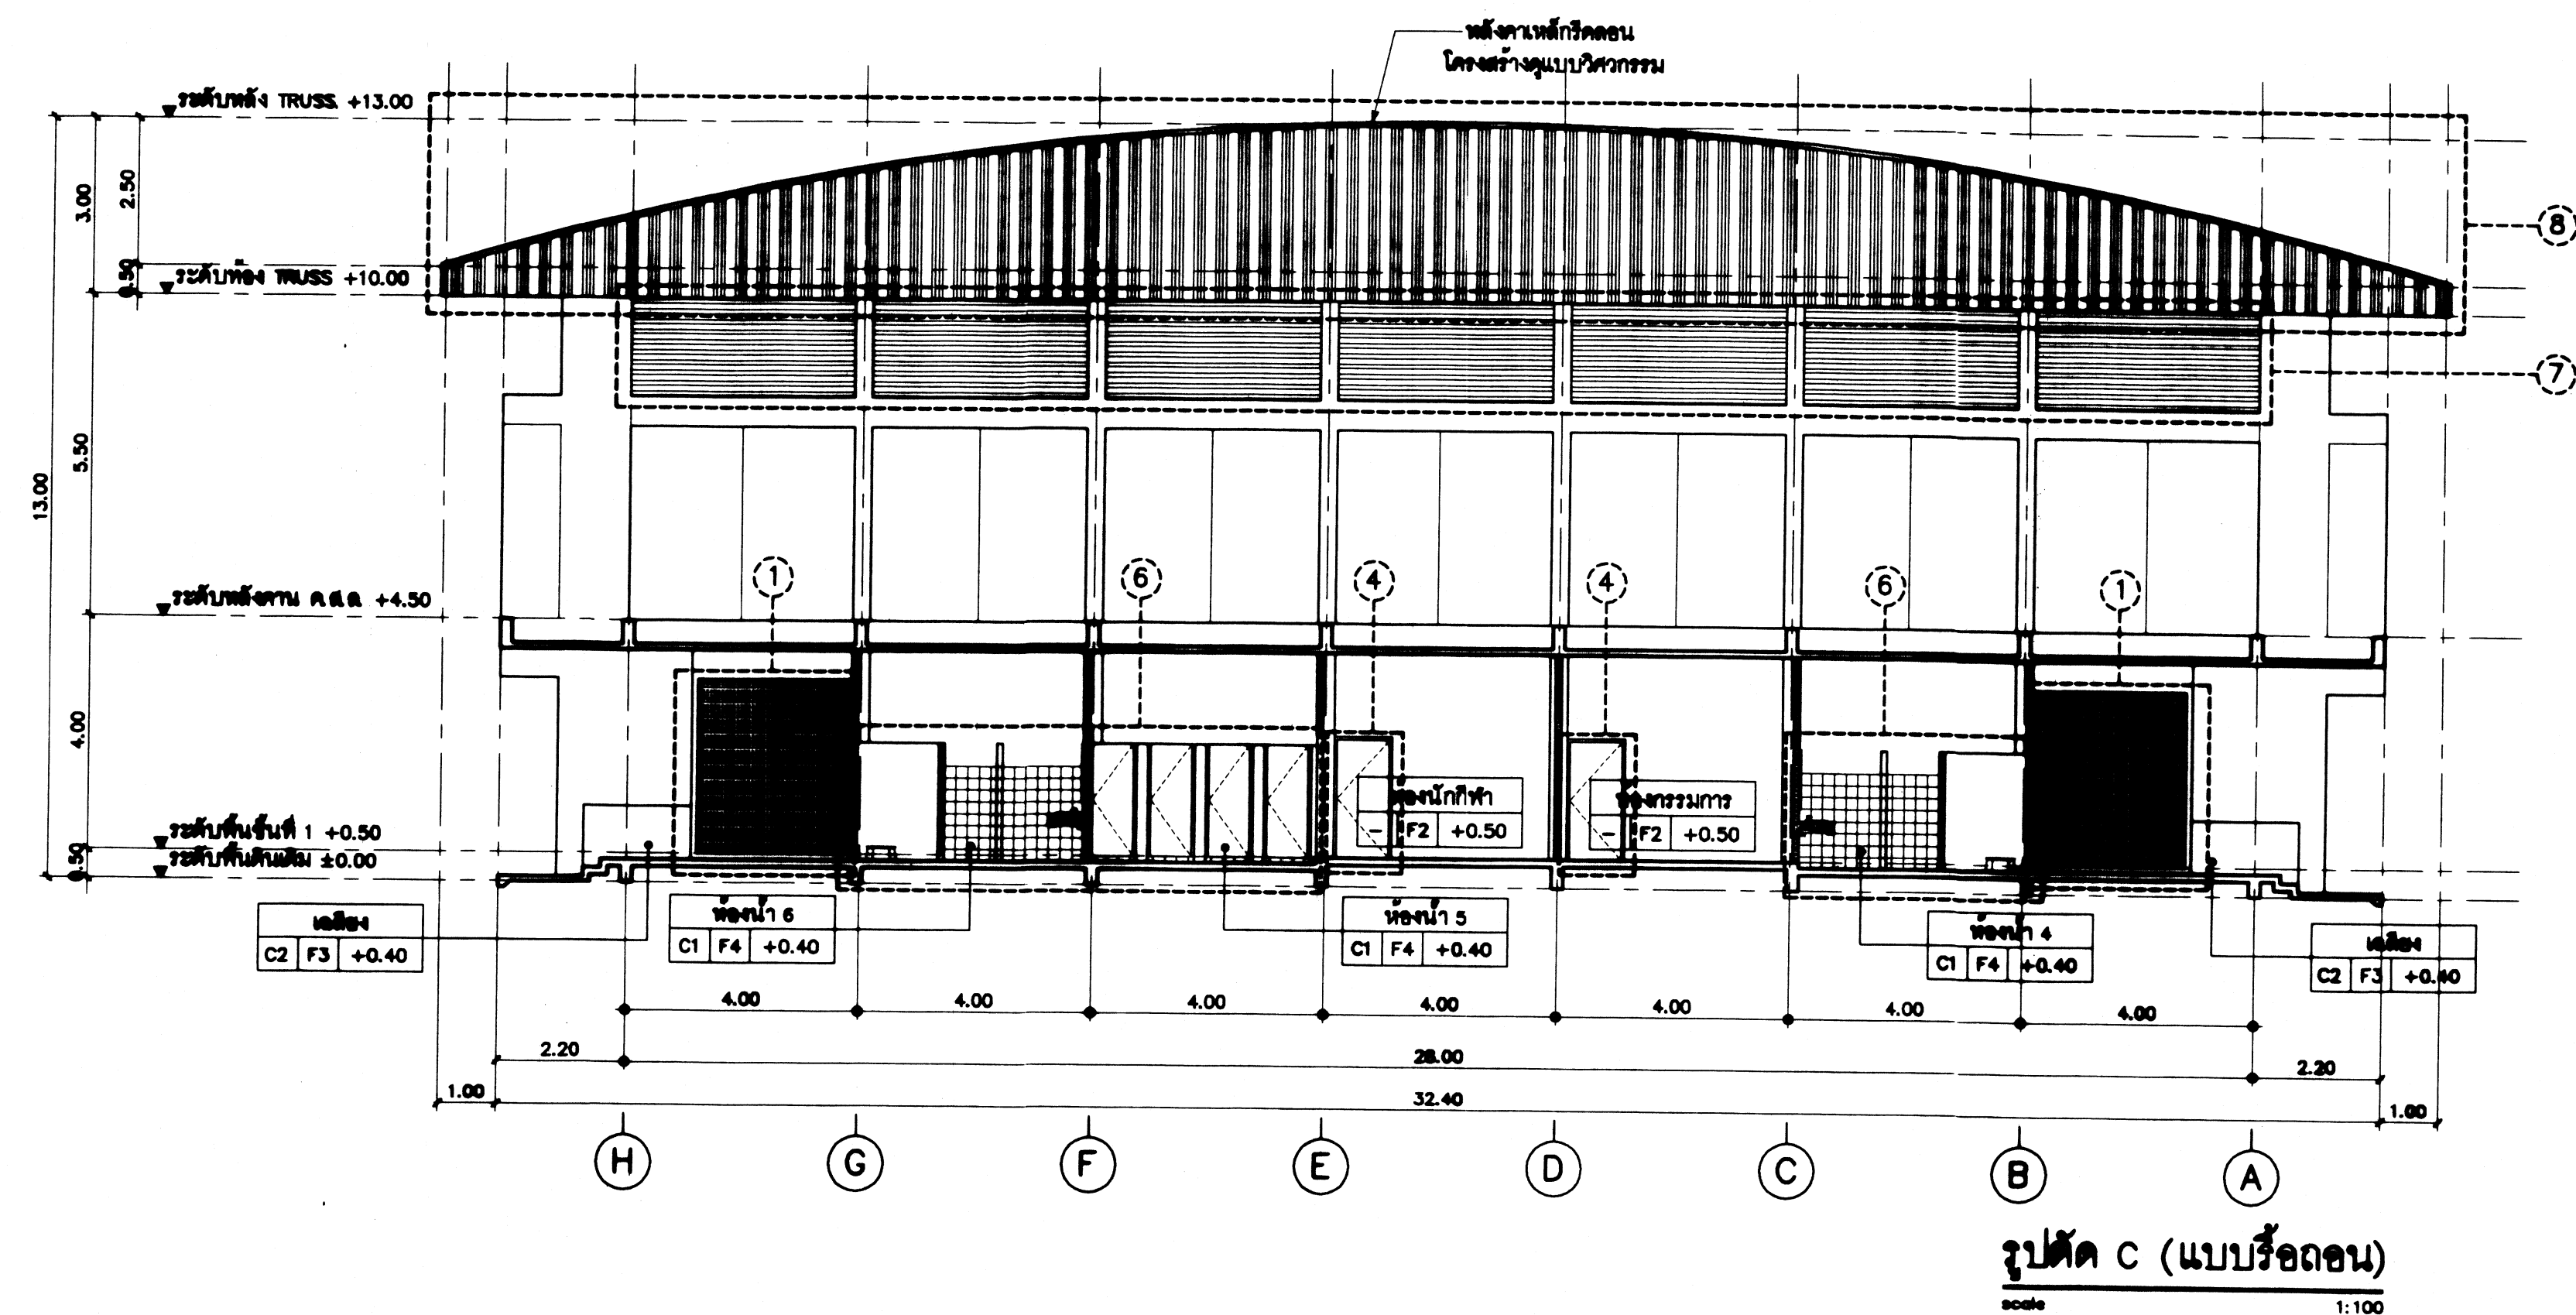 หลังคาเหล็กรีดลอน
โครงสร้างดูแบบวิศวกรรม
ระดับหลัง TRUSS +13.00
3.00
2.50
8
0.50
ระดับท้อง TRUSS +10.00
7
13.00
5.50
1 6 4 4 6 1
ระดับหลังคาน ค.ส.ล. +4.50
4.00
ห้องนักกีฬา
- F2 +0.50
ห้องกรรมการ
- F2 +0.50
ระดับพื้นชั้นที่ 1 +0.50
ระดับพื้นดินเดิม ±0.00
0.50
เฉลียง
C2 F3 +0.40
ห้องน้ำ 6
C1 F4 +0.40
ห้องน้ำ 5
C1 F4 +0.40
ห้องน้ำ 4
C1 F4 +0.40
เฉลียง
C2 F3 +0.40
4.00 4.00 4.00 4.00 4.00 4.00 4.00
2.20 28.00 2.20
1.00 32.40 1.00
H G F E D C B A
รูปตัด C (แบบรื้อถอน)
scale 1:100